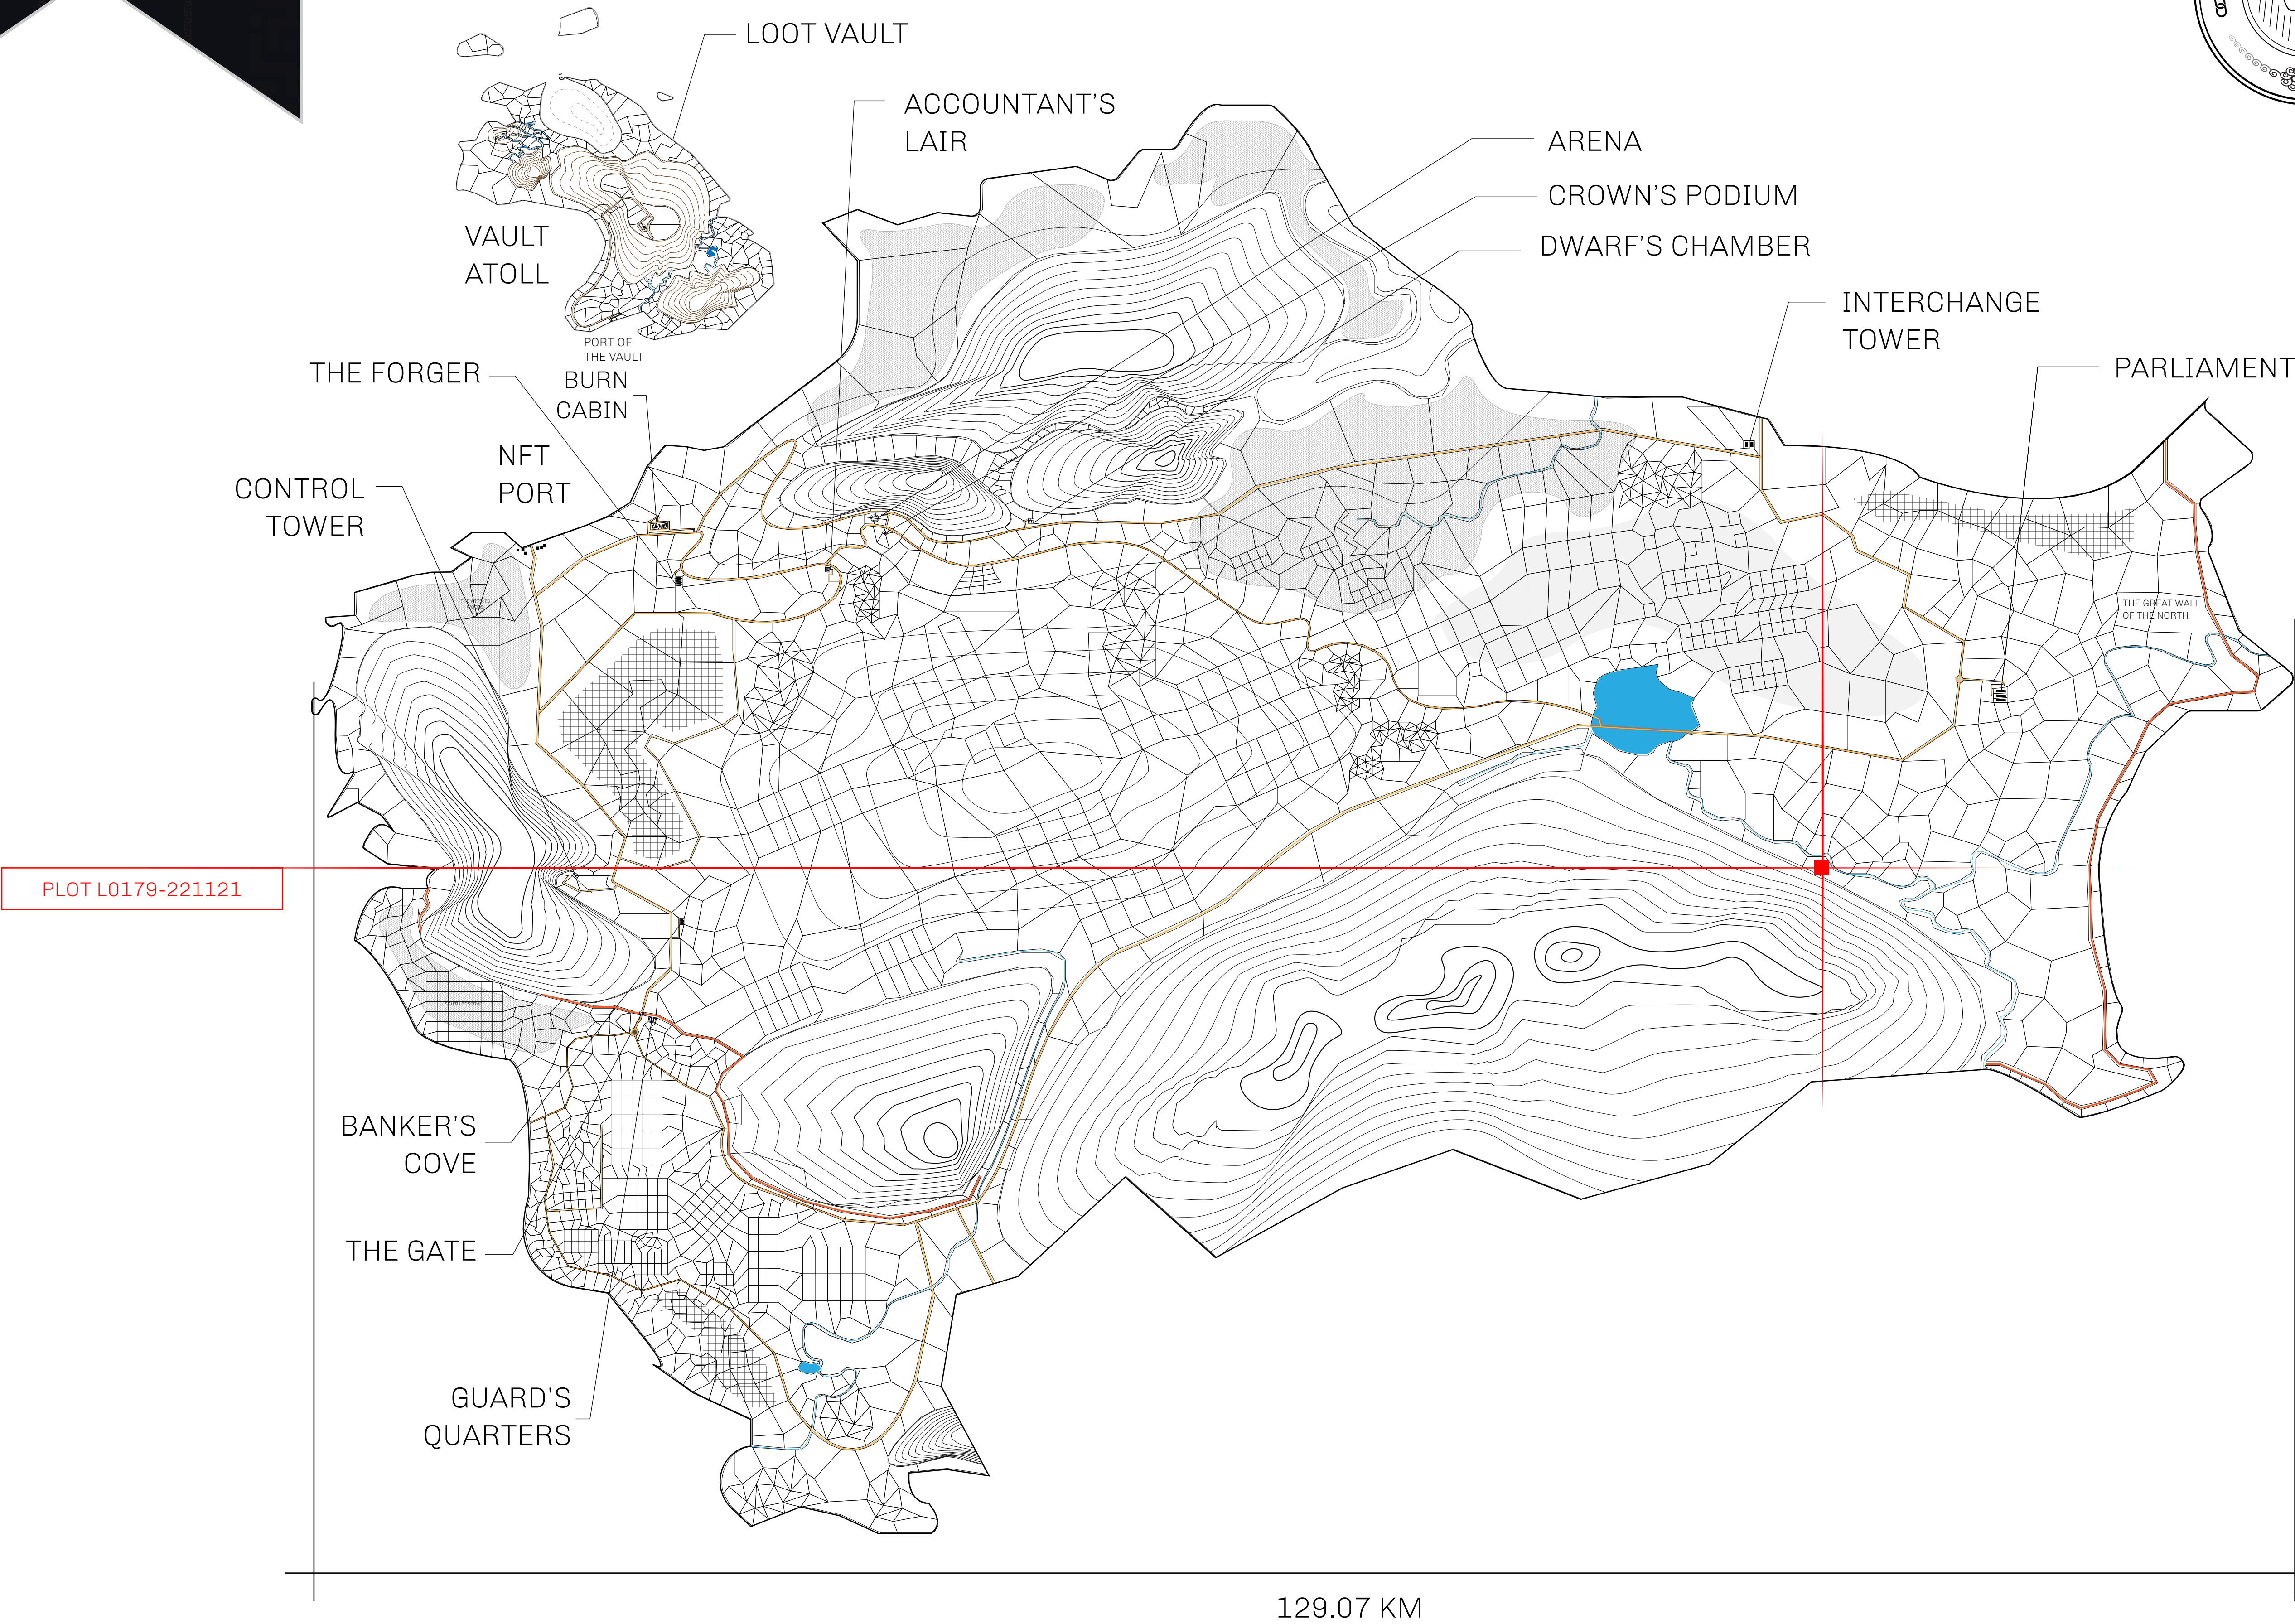 LOOT VAULT
ACCOUNTANT'S
LAIR
ARENA
CROWN'S PODIUM
DWARF'S CHAMBER
VAULT
ATOLL
INTERCHANGE
TOWER
PORT OF
THE VAULT
THE FORGER
BURN
CABIN
PARLIAMENT
NFT
PORT
CONTROL
TOWER
THE GREAT WALL
OF THE NORTH
PLOT L0179-221121
SOUTH RESERVE
BANKER'S
COVE
THE GATE
GUARD'S
QUARTERS
129.07 KM